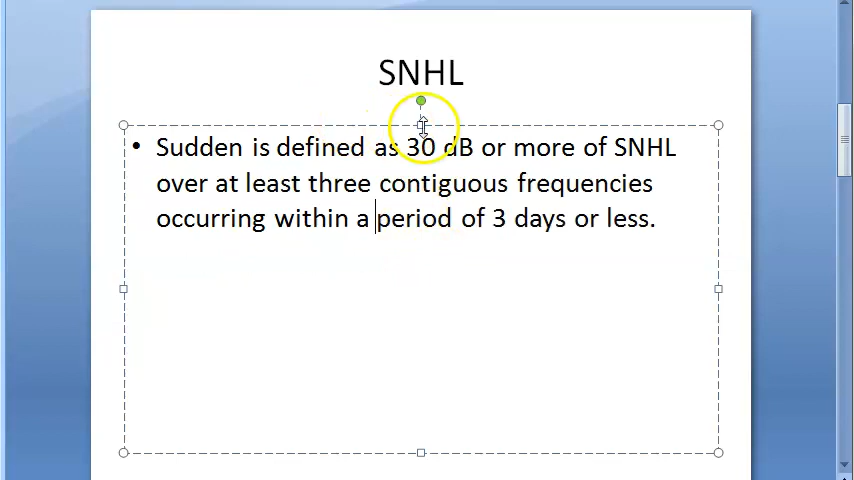 SNHL
• Sudden is defined as 30 dB or more of SNHL
over at least three contiguous frequencies
occurring within a period of 3 days or less.